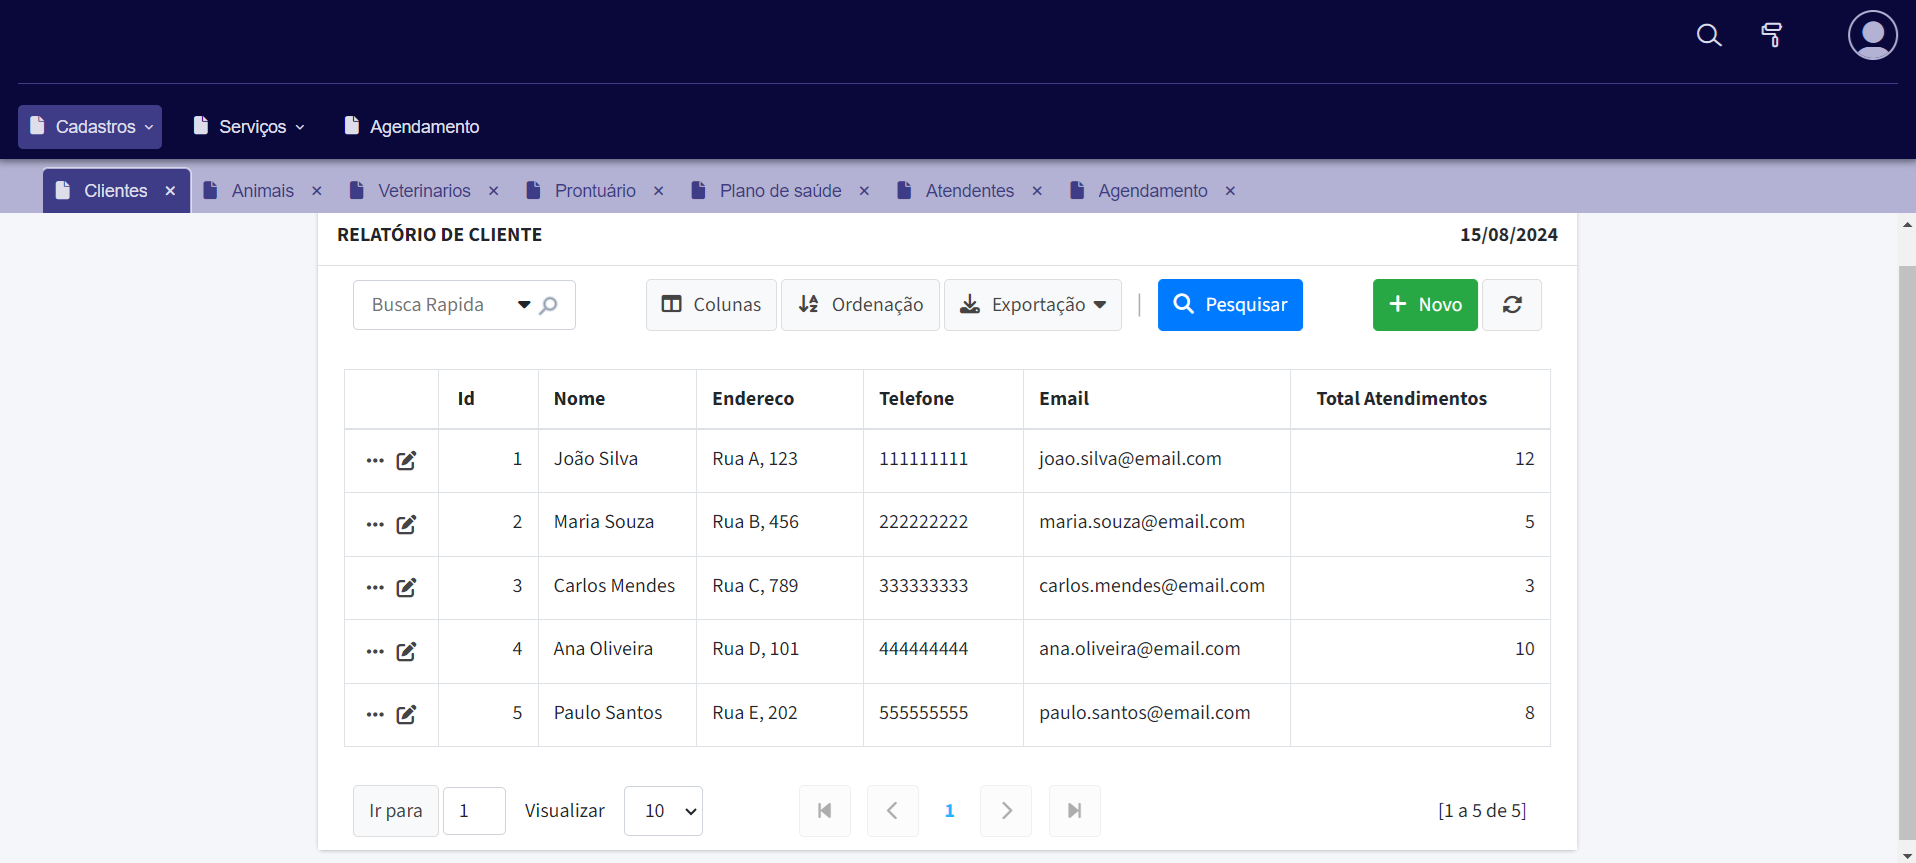 Cadastros Serviços Agendamento
Clientes × Animais × Veterinarios × Prontuário × Plano de saúde × Atendentes × Agendamento ×
RELATÓRIO DE CLIENTE 15/08/2024
Busca Rapida Colunas Ordenação Exportação | Pesquisar + Novo
Id Nome Endereco Telefone Email Total Atendimentos
1 João Silva Rua A, 123 111111111 joao.silva@email.com 12
2 Maria Souza Rua B, 456 222222222 maria.souza@email.com 5
3 Carlos Mendes Rua C, 789 333333333 carlos.mendes@email.com 3
4 Ana Oliveira Rua D, 101 444444444 ana.oliveira@email.com 10
5 Paulo Santos Rua E, 202 555555555 paulo.santos@email.com 8
Ir para 1 Visualizar 10 1 [1 a 5 de 5]